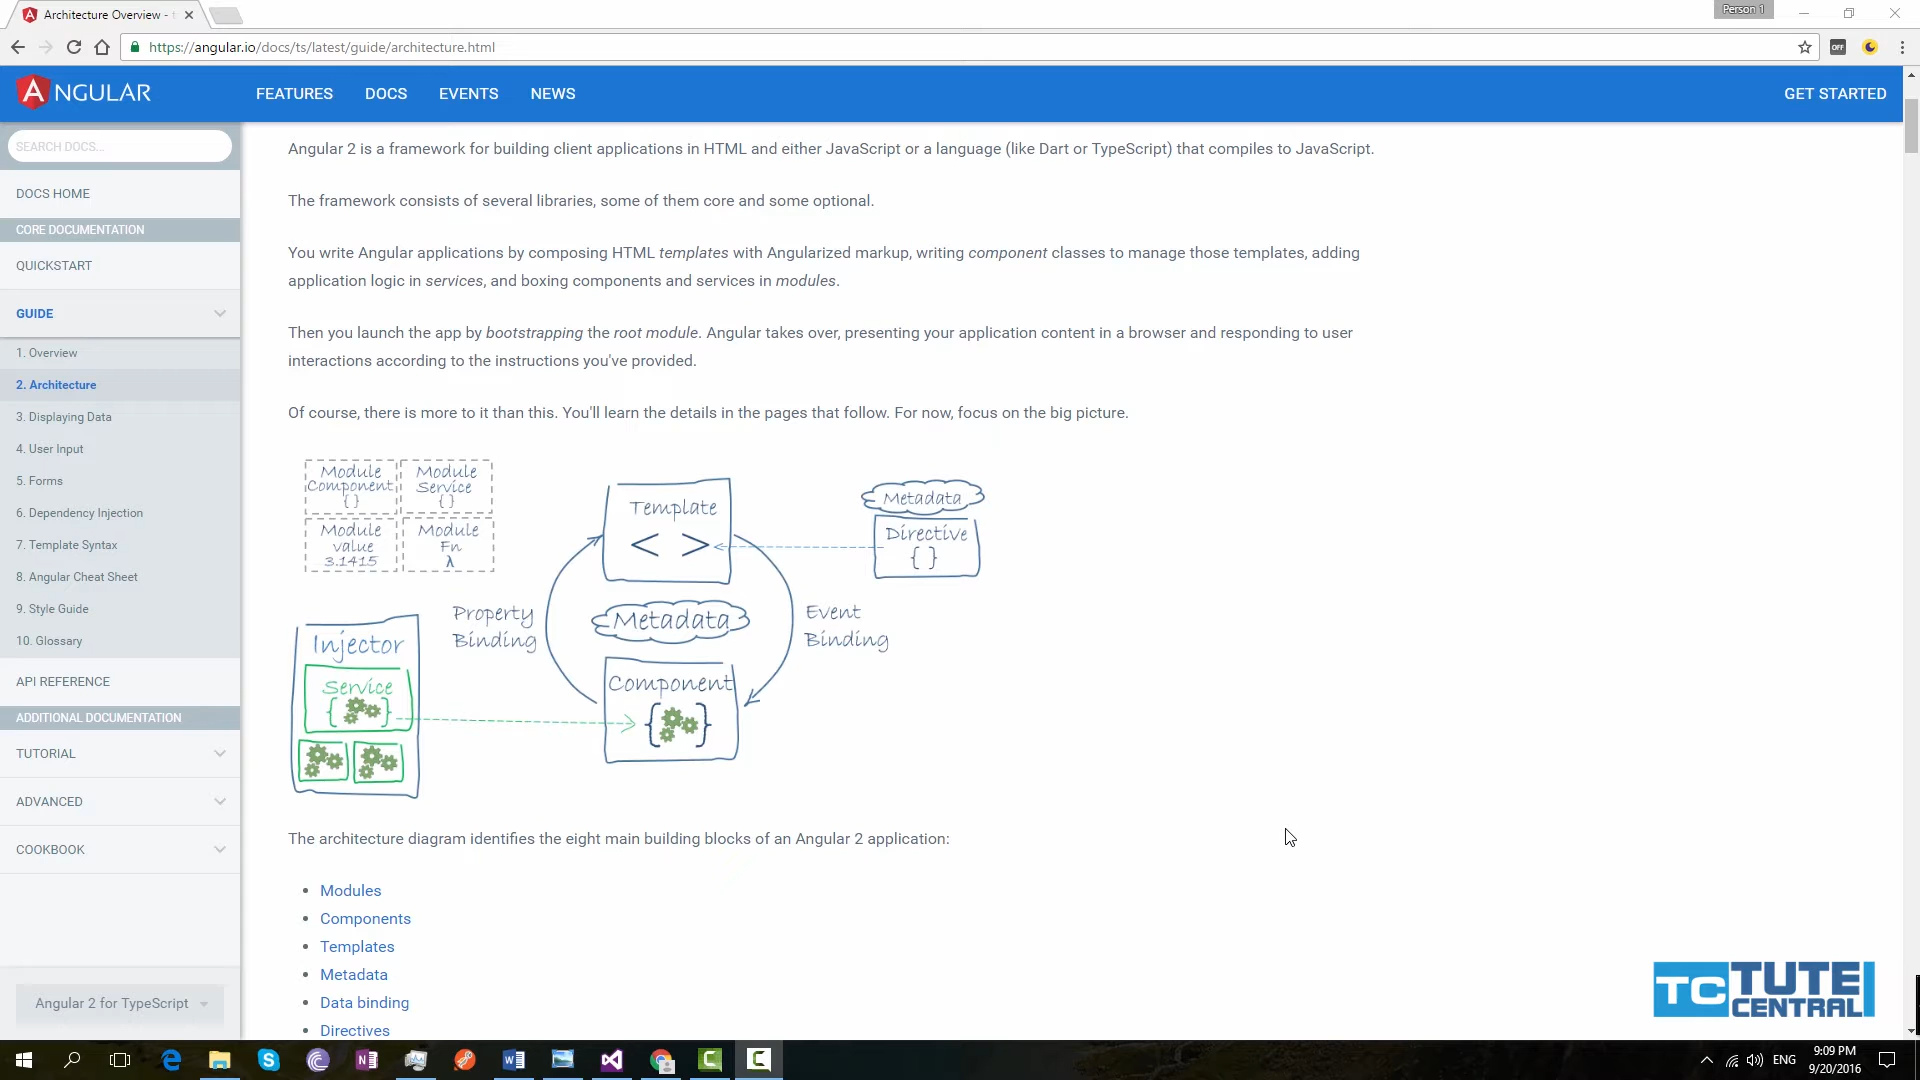 Architecture Overview - t
Person 1
https://angular.io/docs/ts/latest/guide/architecture.html
OFF
ANGULAR
FEATURES
DOCS
EVENTS
NEWS
GET STARTED
SEARCH DOCS...
DOCS HOME
CORE DOCUMENTATION
QUICKSTART
GUIDE
1. Overview
2. Architecture
3. Displaying Data
4. User Input
5. Forms
6. Dependency Injection
7. Template Syntax
8. Angular Cheat Sheet
9. Style Guide
10. Glossary
API REFERENCE
ADDITIONAL DOCUMENTATION
TUTORIAL
ADVANCED
COOKBOOK
Angular 2 for TypeScript
Angular 2 is a framework for building client applications in HTML and either JavaScript or a language (like Dart or TypeScript) that compiles to JavaScript.
The framework consists of several libraries, some of them core and some optional.
You write Angular applications by composing HTML templates with Angularized markup, writing component classes to manage those templates, adding
application logic in services, and boxing components and services in modules.
Then you launch the app by bootstrapping the root module. Angular takes over, presenting your application content in a browser and responding to user
interactions according to the instructions you've provided.
Of course, there is more to it than this. You'll learn the details in the pages that follow. For now, focus on the big picture.
Module
Component
{ }
Module
Service
{ }
Module
value
3.1415
Module
Fn
λ
Template
< >
Metadata
Directive
{ }
Property
Binding
Metadata
Event
Binding
Injector
Service
{ }
Component
{ }
The architecture diagram identifies the eight main building blocks of an Angular 2 application:
Modules
Components
Templates
Metadata
Data binding
Directives
TC TUTE
CENTRAL
ENG
9:09 PM
9/20/2016